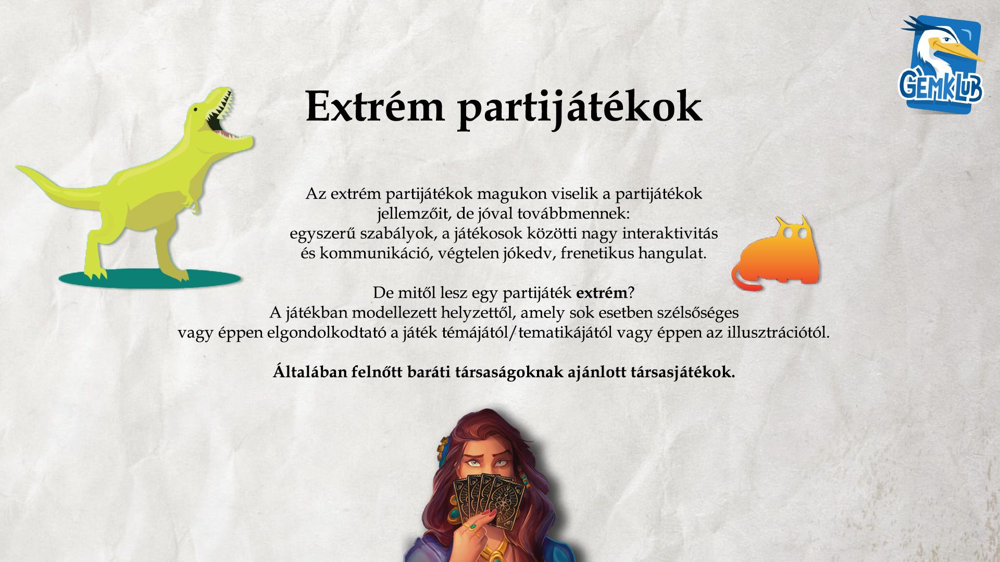 GÉMKLUB
Extrém partijátékok
Az extrém partijátékok magukon viselik a partijátékok
jellemzőit, de jóval továbbmennek:
egyszerű szabályok, a játékosok közötti nagy interaktivitás
és kommunikáció, végtelen jókedv, frenetikus hangulat.
De mitől lesz egy partijáték extrém?
A játékban modellezett helyzettől, amely sok esetben szélsőséges
vagy éppen elgondolkodtató a játék témájától/tematikájától vagy éppen az illusztrációtól.
Általában felnőtt baráti társaságoknak ajánlott társasjátékok.